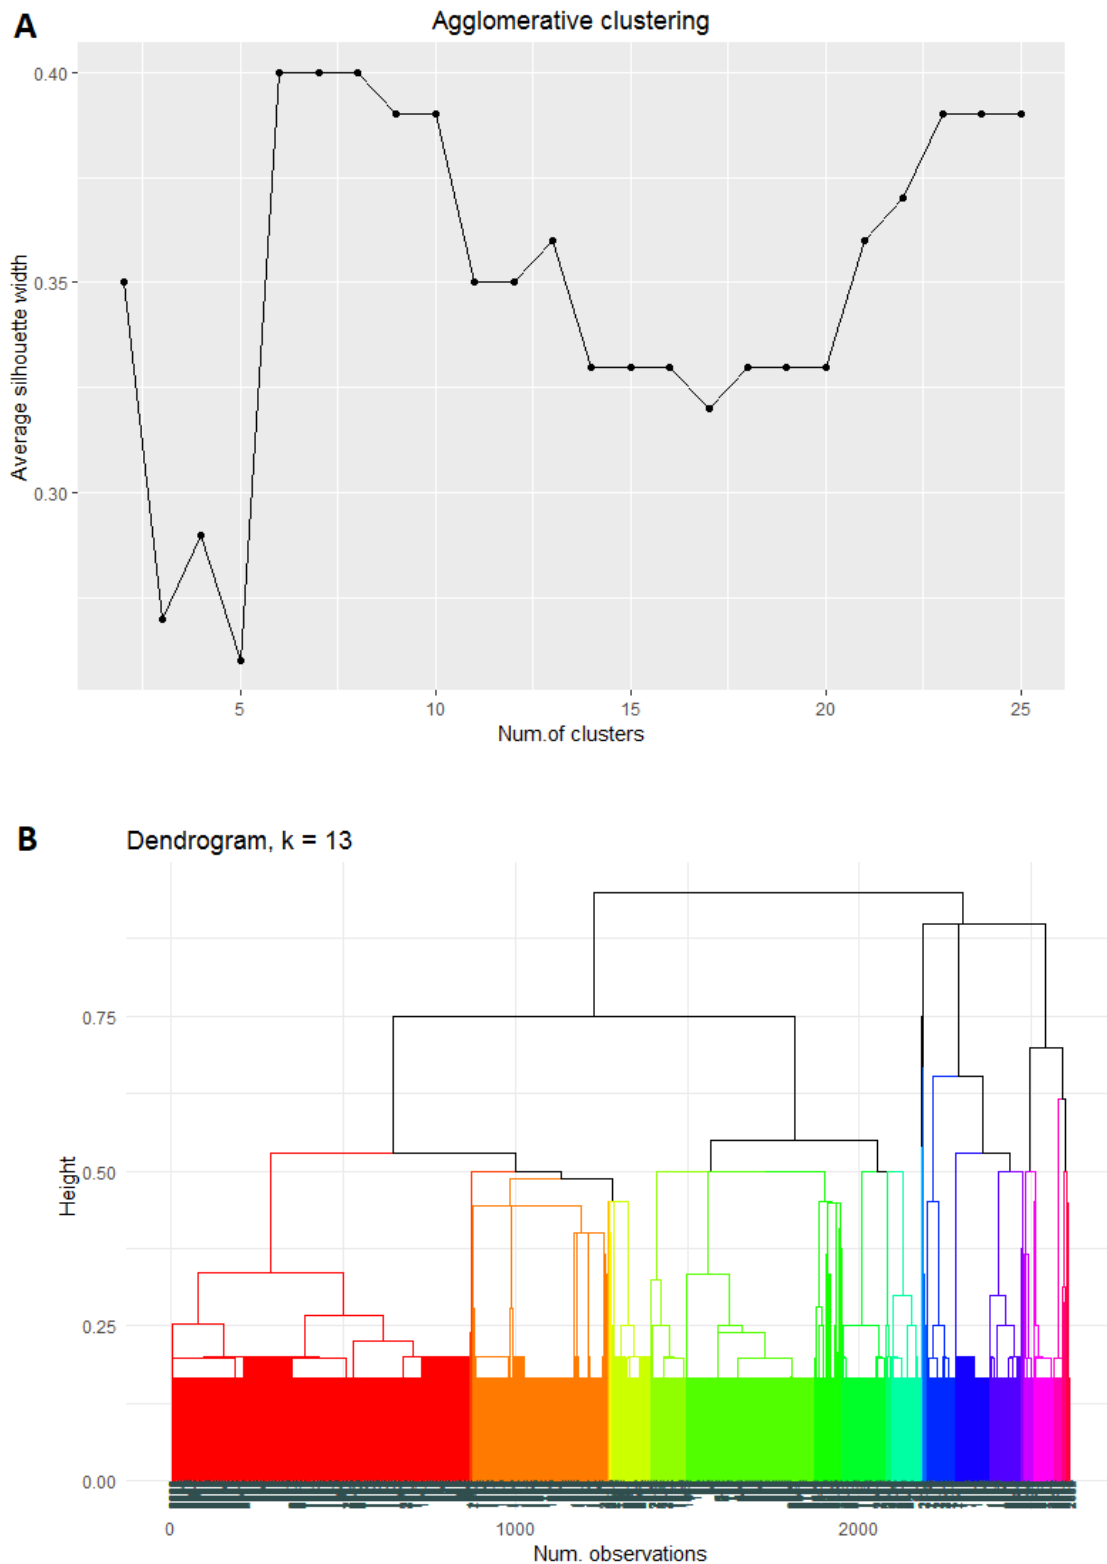 A
Agglomerative clustering
0.40
0.35
0.30
Average silhouette width
5 10 15 20 25
Num.of clusters
B
Dendrogram, k = 13
0.75
0.50
0.25
0.00
Height
0 1000 2000
Num. observations